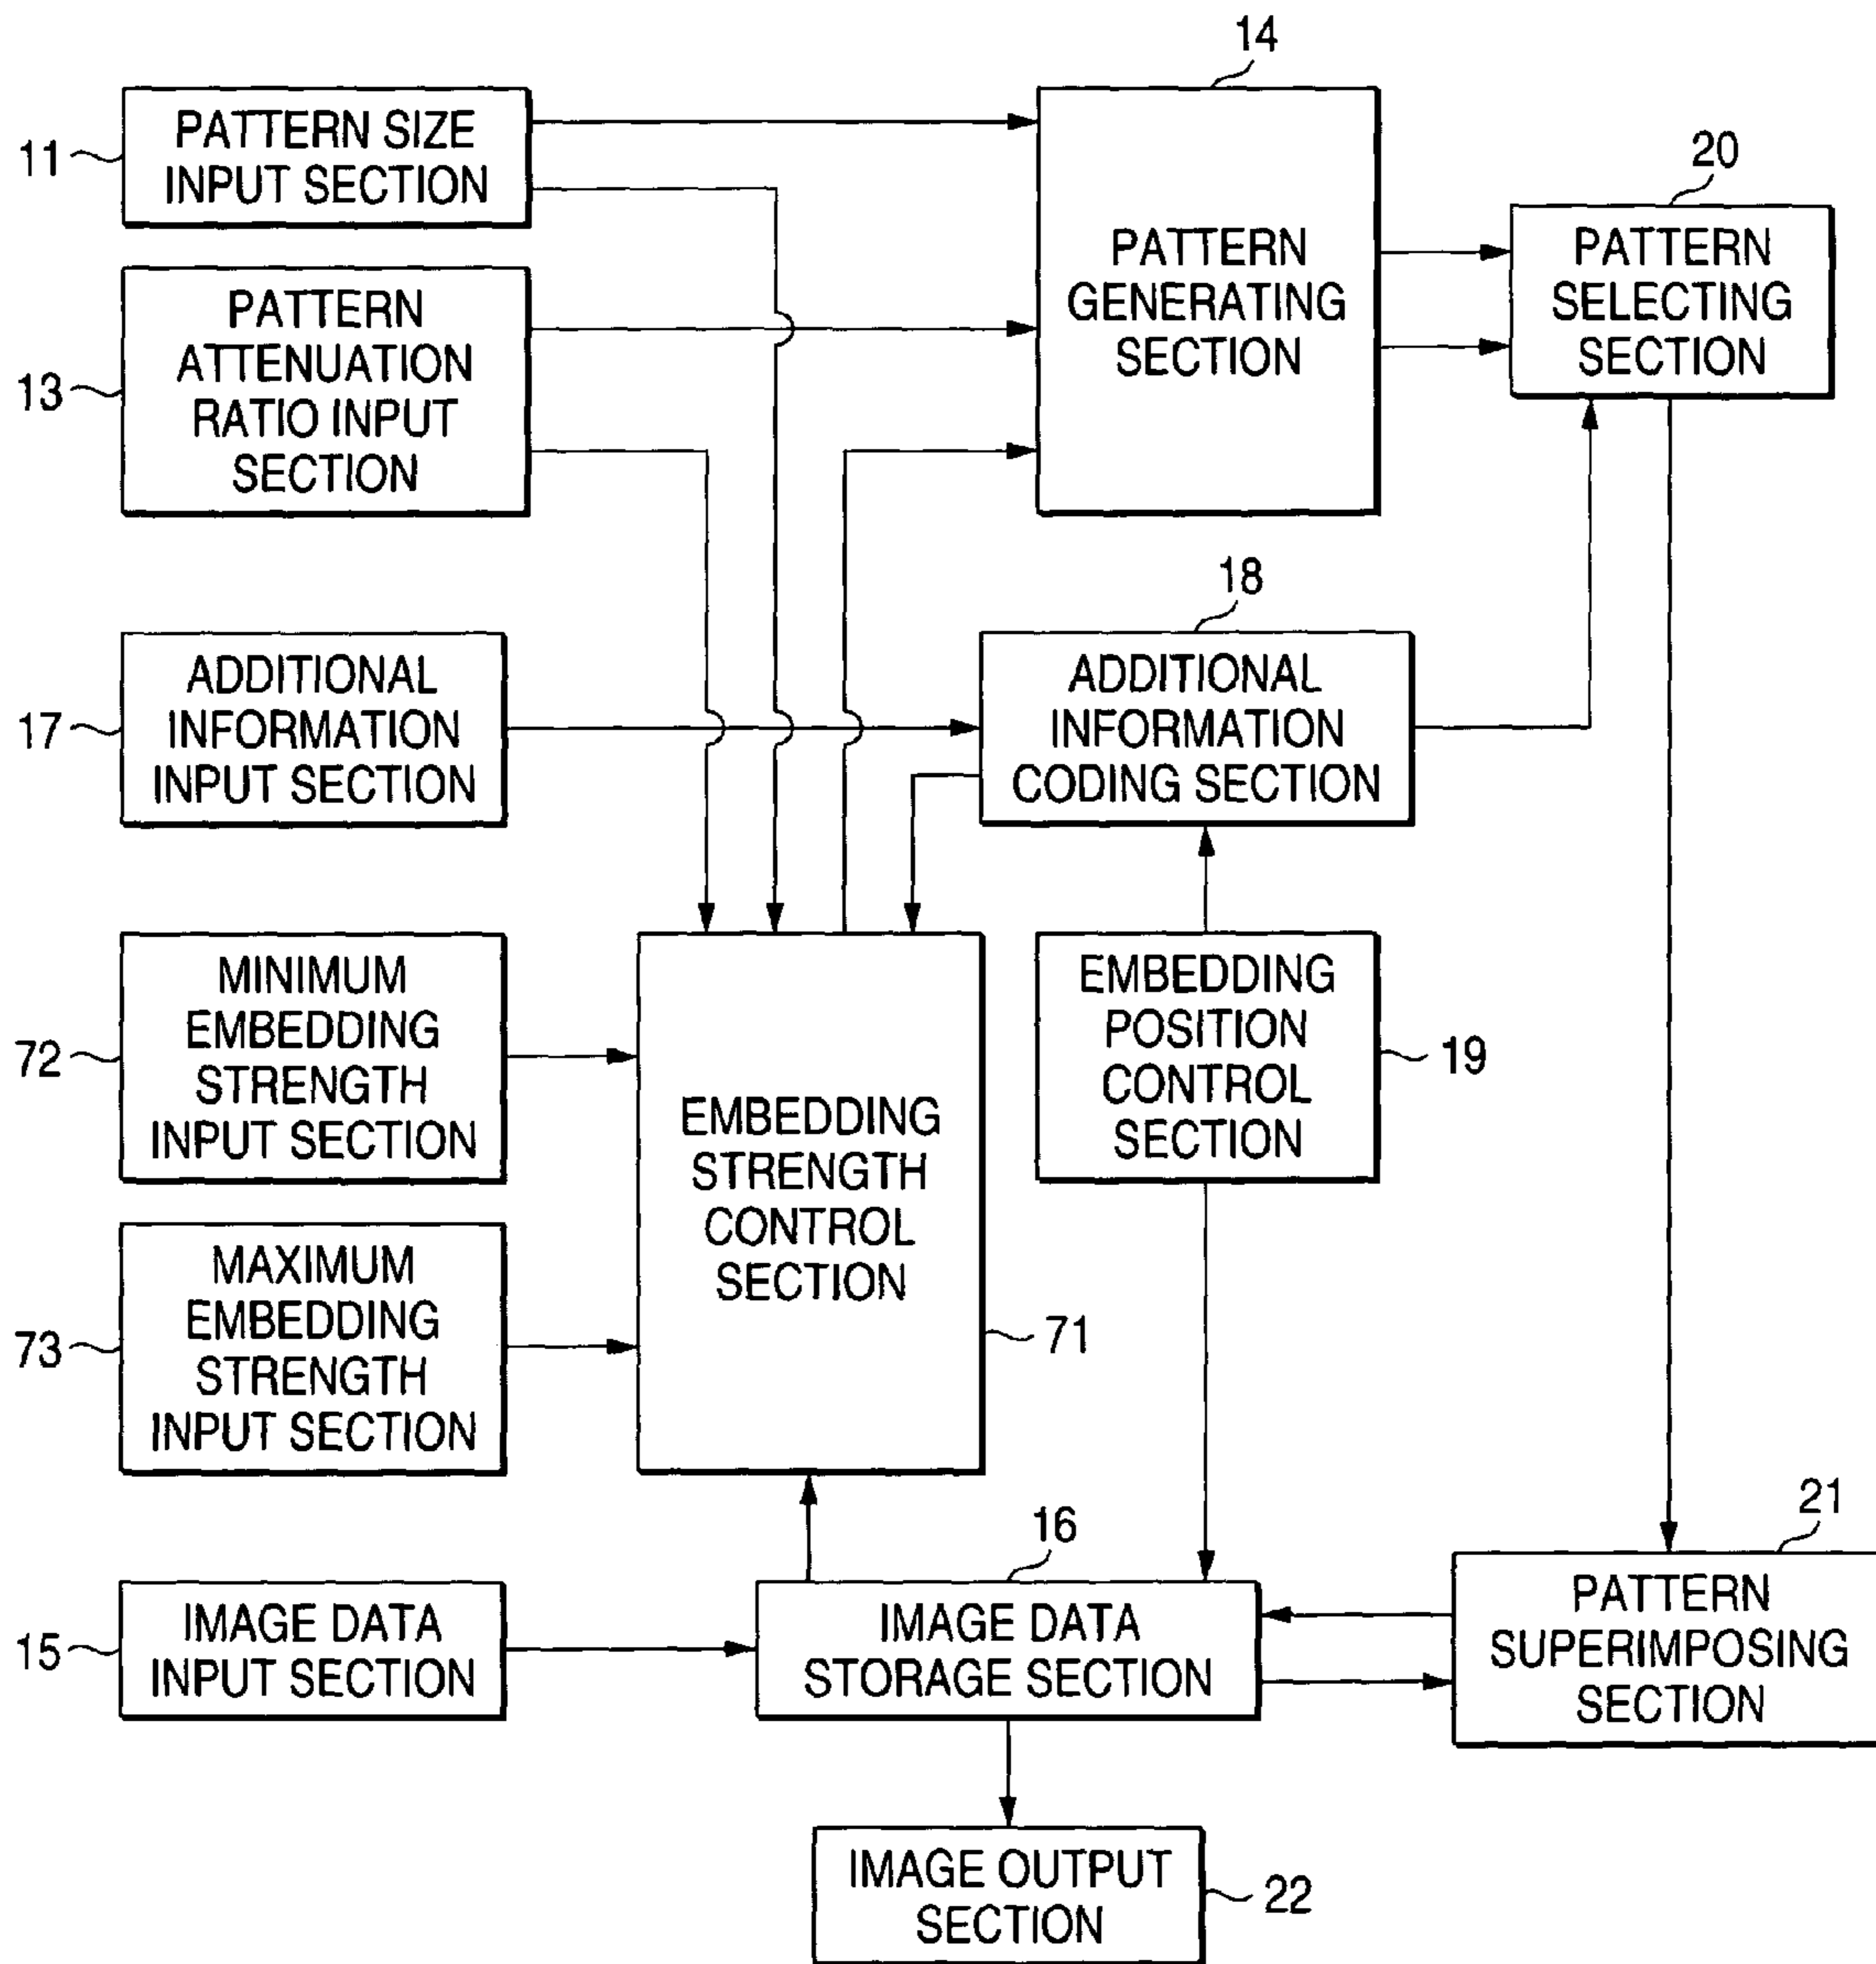 14
11
PATTERN SIZE
INPUT SECTION
20
13
PATTERN
ATTENUATION
RATIO INPUT
SECTION
PATTERN
GENERATING
SECTION
PATTERN
SELECTING
SECTION
18
17
ADDITIONAL
INFORMATION
INPUT SECTION
ADDITIONAL
INFORMATION
CODING SECTION
72
MINIMUM
EMBEDDING
STRENGTH
INPUT SECTION
EMBEDDING
STRENGTH
CONTROL
SECTION
71
EMBEDDING
POSITION
CONTROL
SECTION
19
73
MAXIMUM
EMBEDDING
STRENGTH
INPUT SECTION
16
21
15
IMAGE DATA
INPUT SECTION
IMAGE DATA
STORAGE SECTION
PATTERN
SUPERIMPOSING
SECTION
IMAGE OUTPUT
SECTION
22